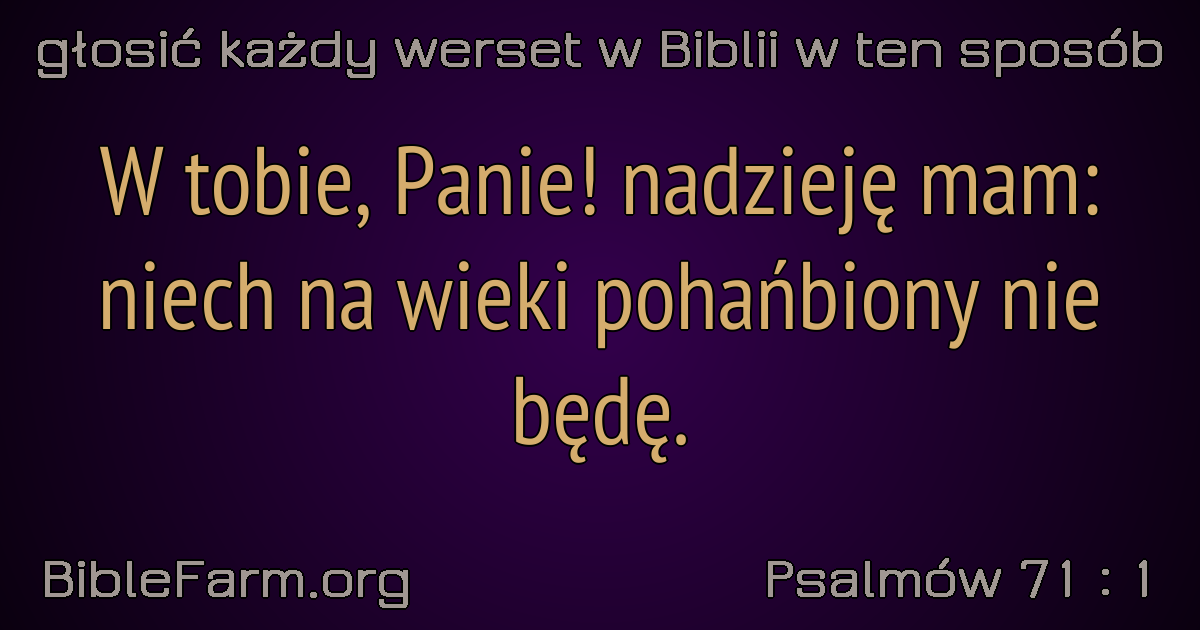 głosić każdy werset w Biblii w ten sposób
W tobie, Panie! nadzieję mam:
niech na wieki pohańbiony nie
będę.
BibleFarm.org
Psalmów 71 : 1